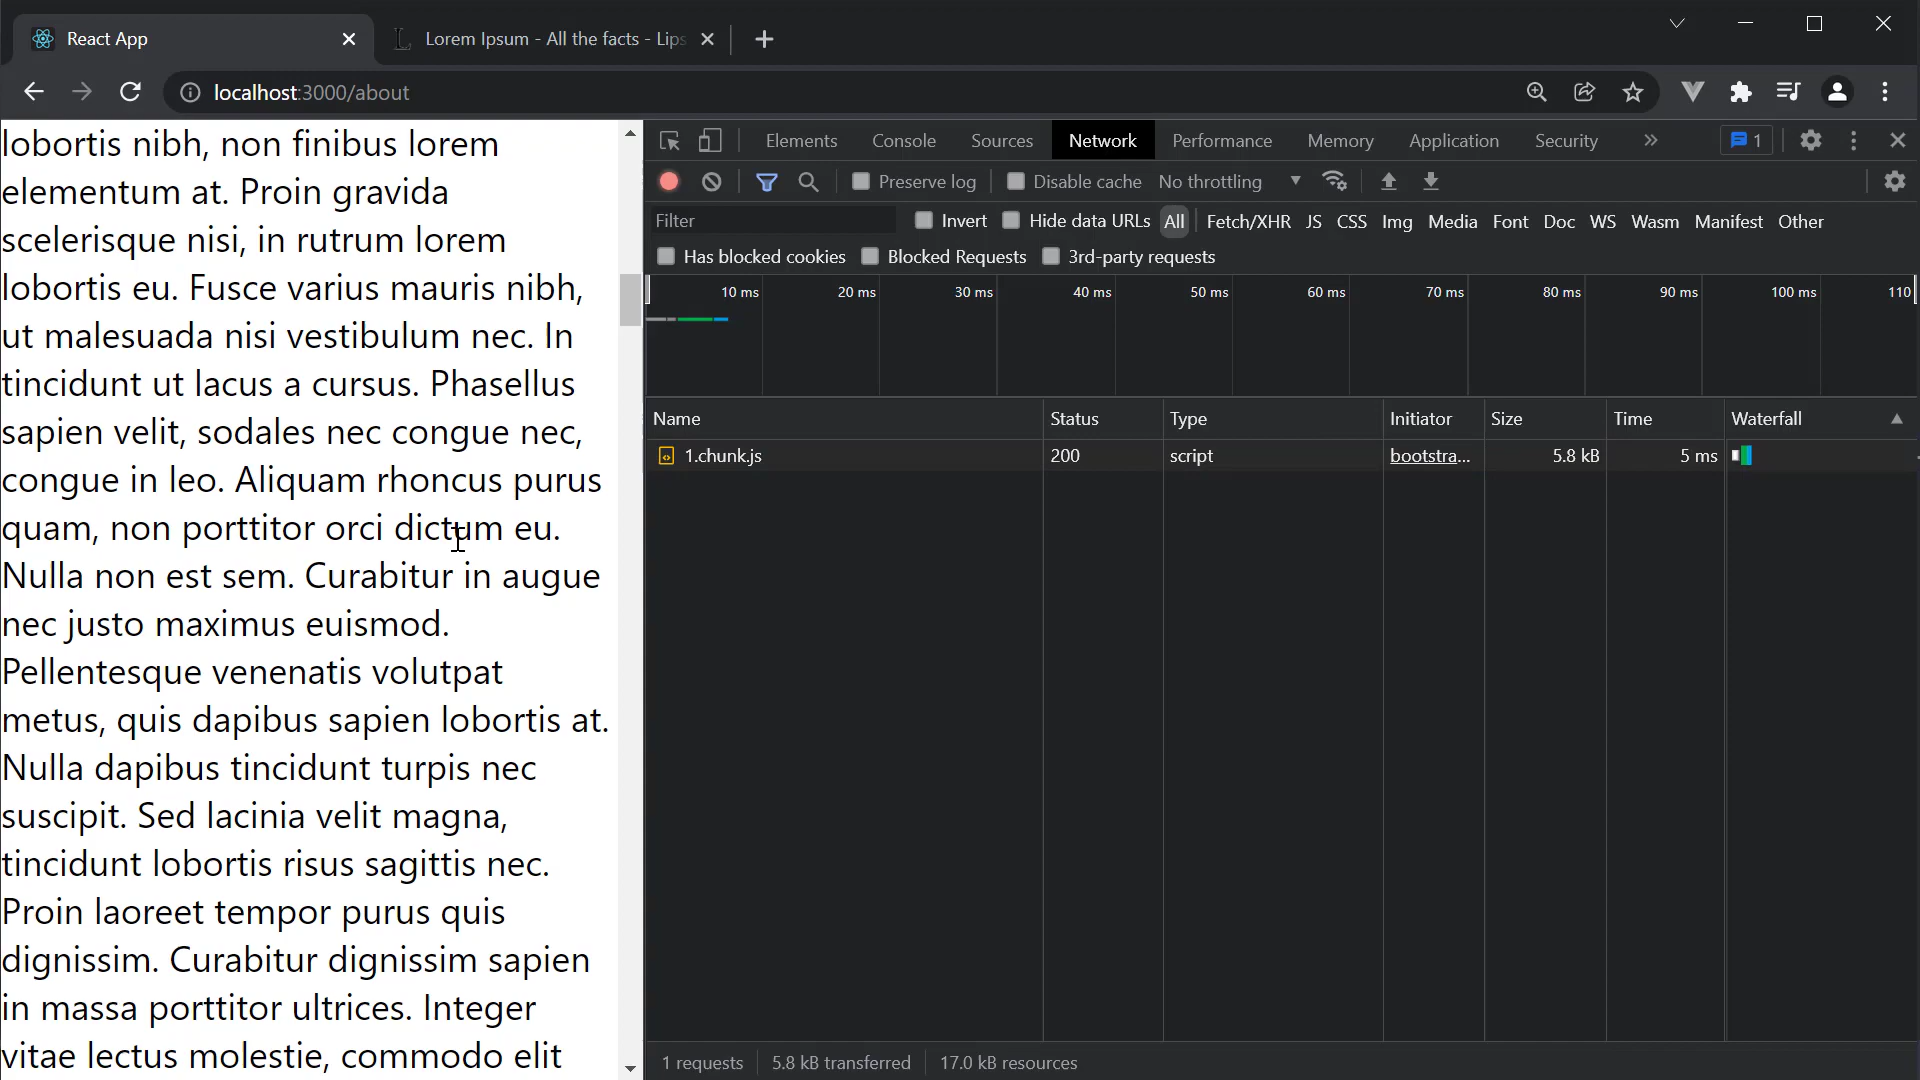 React App
Lorem Ipsum - All the facts - Lips
localhost:3000/about
lobortis nibh, non finibus lorem
elementum at. Proin gravida
scelerisque nisi, in rutrum lorem
lobortis eu. Fusce varius mauris nibh,
ut malesuada nisi vestibulum nec. In
tincidunt ut lacus a cursus. Phasellus
sapien velit, sodales nec congue nec,
congue in leo. Aliquam rhoncus purus
quam, non porttitor orci dictum eu.
Nulla non est sem. Curabitur in augue
nec justo maximus euismod.
Pellentesque venenatis volutpat
metus, quis dapibus sapien lobortis at.
Nulla dapibus tincidunt turpis nec
suscipit. Sed lacinia velit magna,
tincidunt lobortis risus sagittis nec.
Proin laoreet tempor purus quis
dignissim. Curabitur dignissim sapien
in massa porttitor ultrices. Integer
vitae lectus molestie, commodo elit
Elements Console Sources Network Performance Memory Application Security » 1
Preserve log Disable cache No throttling
Filter Invert Hide data URLs All Fetch/XHR JS CSS Img Media Font Doc WS Wasm Manifest Other
Has blocked cookies Blocked Requests 3rd-party requests
10 ms 20 ms 30 ms 40 ms 50 ms 60 ms 70 ms 80 ms 90 ms 100 ms 110
Name Status Type Initiator Size Time Waterfall
1.chunk.js 200 script bootstra... 5.8 kB 5 ms
1 requests 5.8 kB transferred 17.0 kB resources